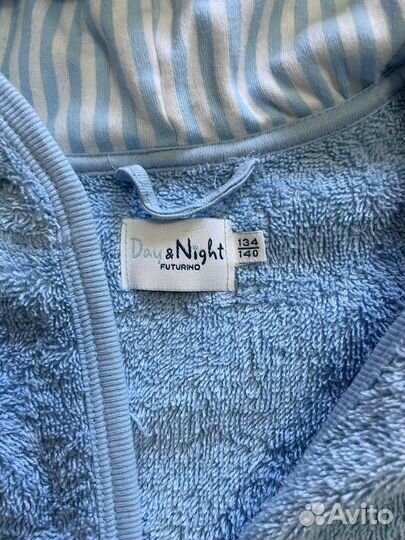 Day & Night
FUTURINO
134
140
Avito